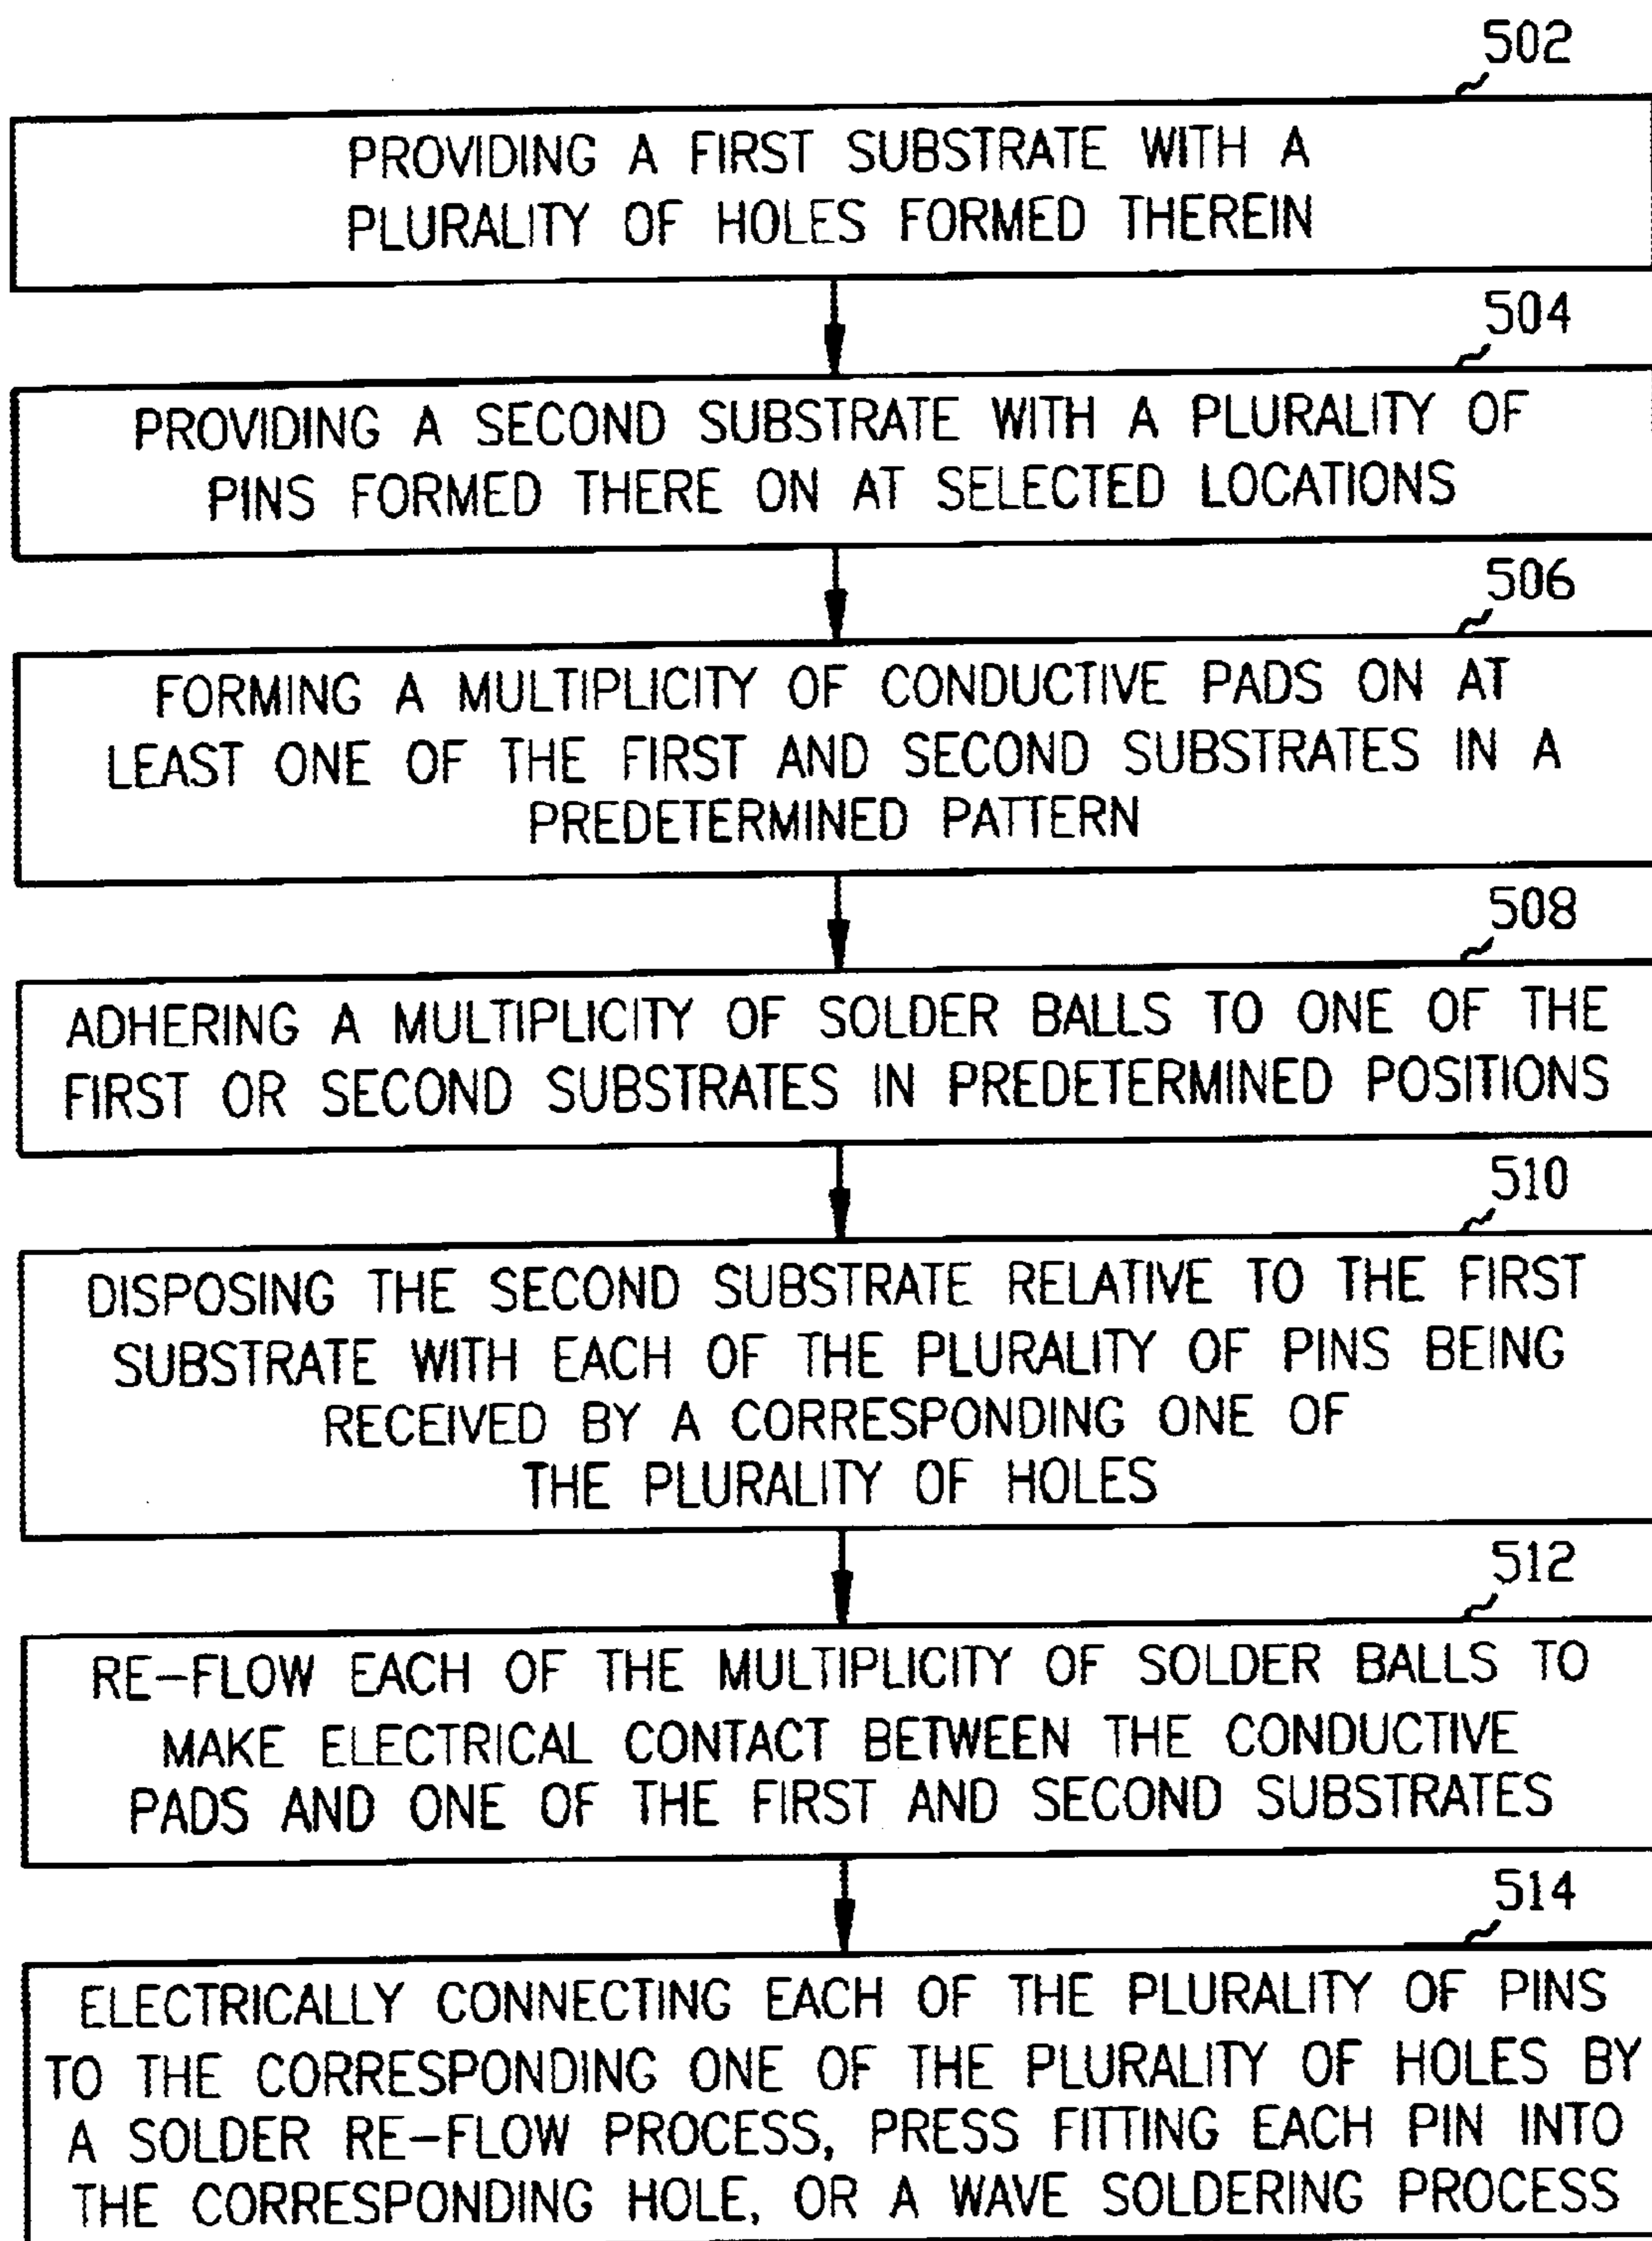 502
PROVIDING A FIRST SUBSTRATE WITH A
PLURALITY OF HOLES FORMED THEREIN
504
PROVIDING A SECOND SUBSTRATE WITH A PLURALITY OF
PINS FORMED THERE ON AT SELECTED LOCATIONS
506
FORMING A MULTIPLICITY OF CONDUCTIVE PADS ON AT
LEAST ONE OF THE FIRST AND SECOND SUBSTRATES IN A
PREDETERMINED PATTERN
508
ADHERING A MULTIPLICITY OF SOLDER BALLS TO ONE OF THE
FIRST OR SECOND SUBSTRATES IN PREDETERMINED POSITIONS
510
DISPOSING THE SECOND SUBSTRATE RELATIVE TO THE FIRST
SUBSTRATE WITH EACH OF THE PLURALITY OF PINS BEING
RECEIVED BY A CORRESPONDING ONE OF
THE PLURALITY OF HOLES
512
RE-FLOW EACH OF THE MULTIPLICITY OF SOLDER BALLS TO
MAKE ELECTRICAL CONTACT BETWEEN THE CONDUCTIVE
PADS AND ONE OF THE FIRST AND SECOND SUBSTRATES
514
ELECTRICALLY CONNECTING EACH OF THE PLURALITY OF PINS
TO THE CORRESPONDING ONE OF THE PLURALITY OF HOLES BY
A SOLDER RE-FLOW PROCESS, PRESS FITTING EACH PIN INTO
THE CORRESPONDING HOLE, OR A WAVE SOLDERING PROCESS